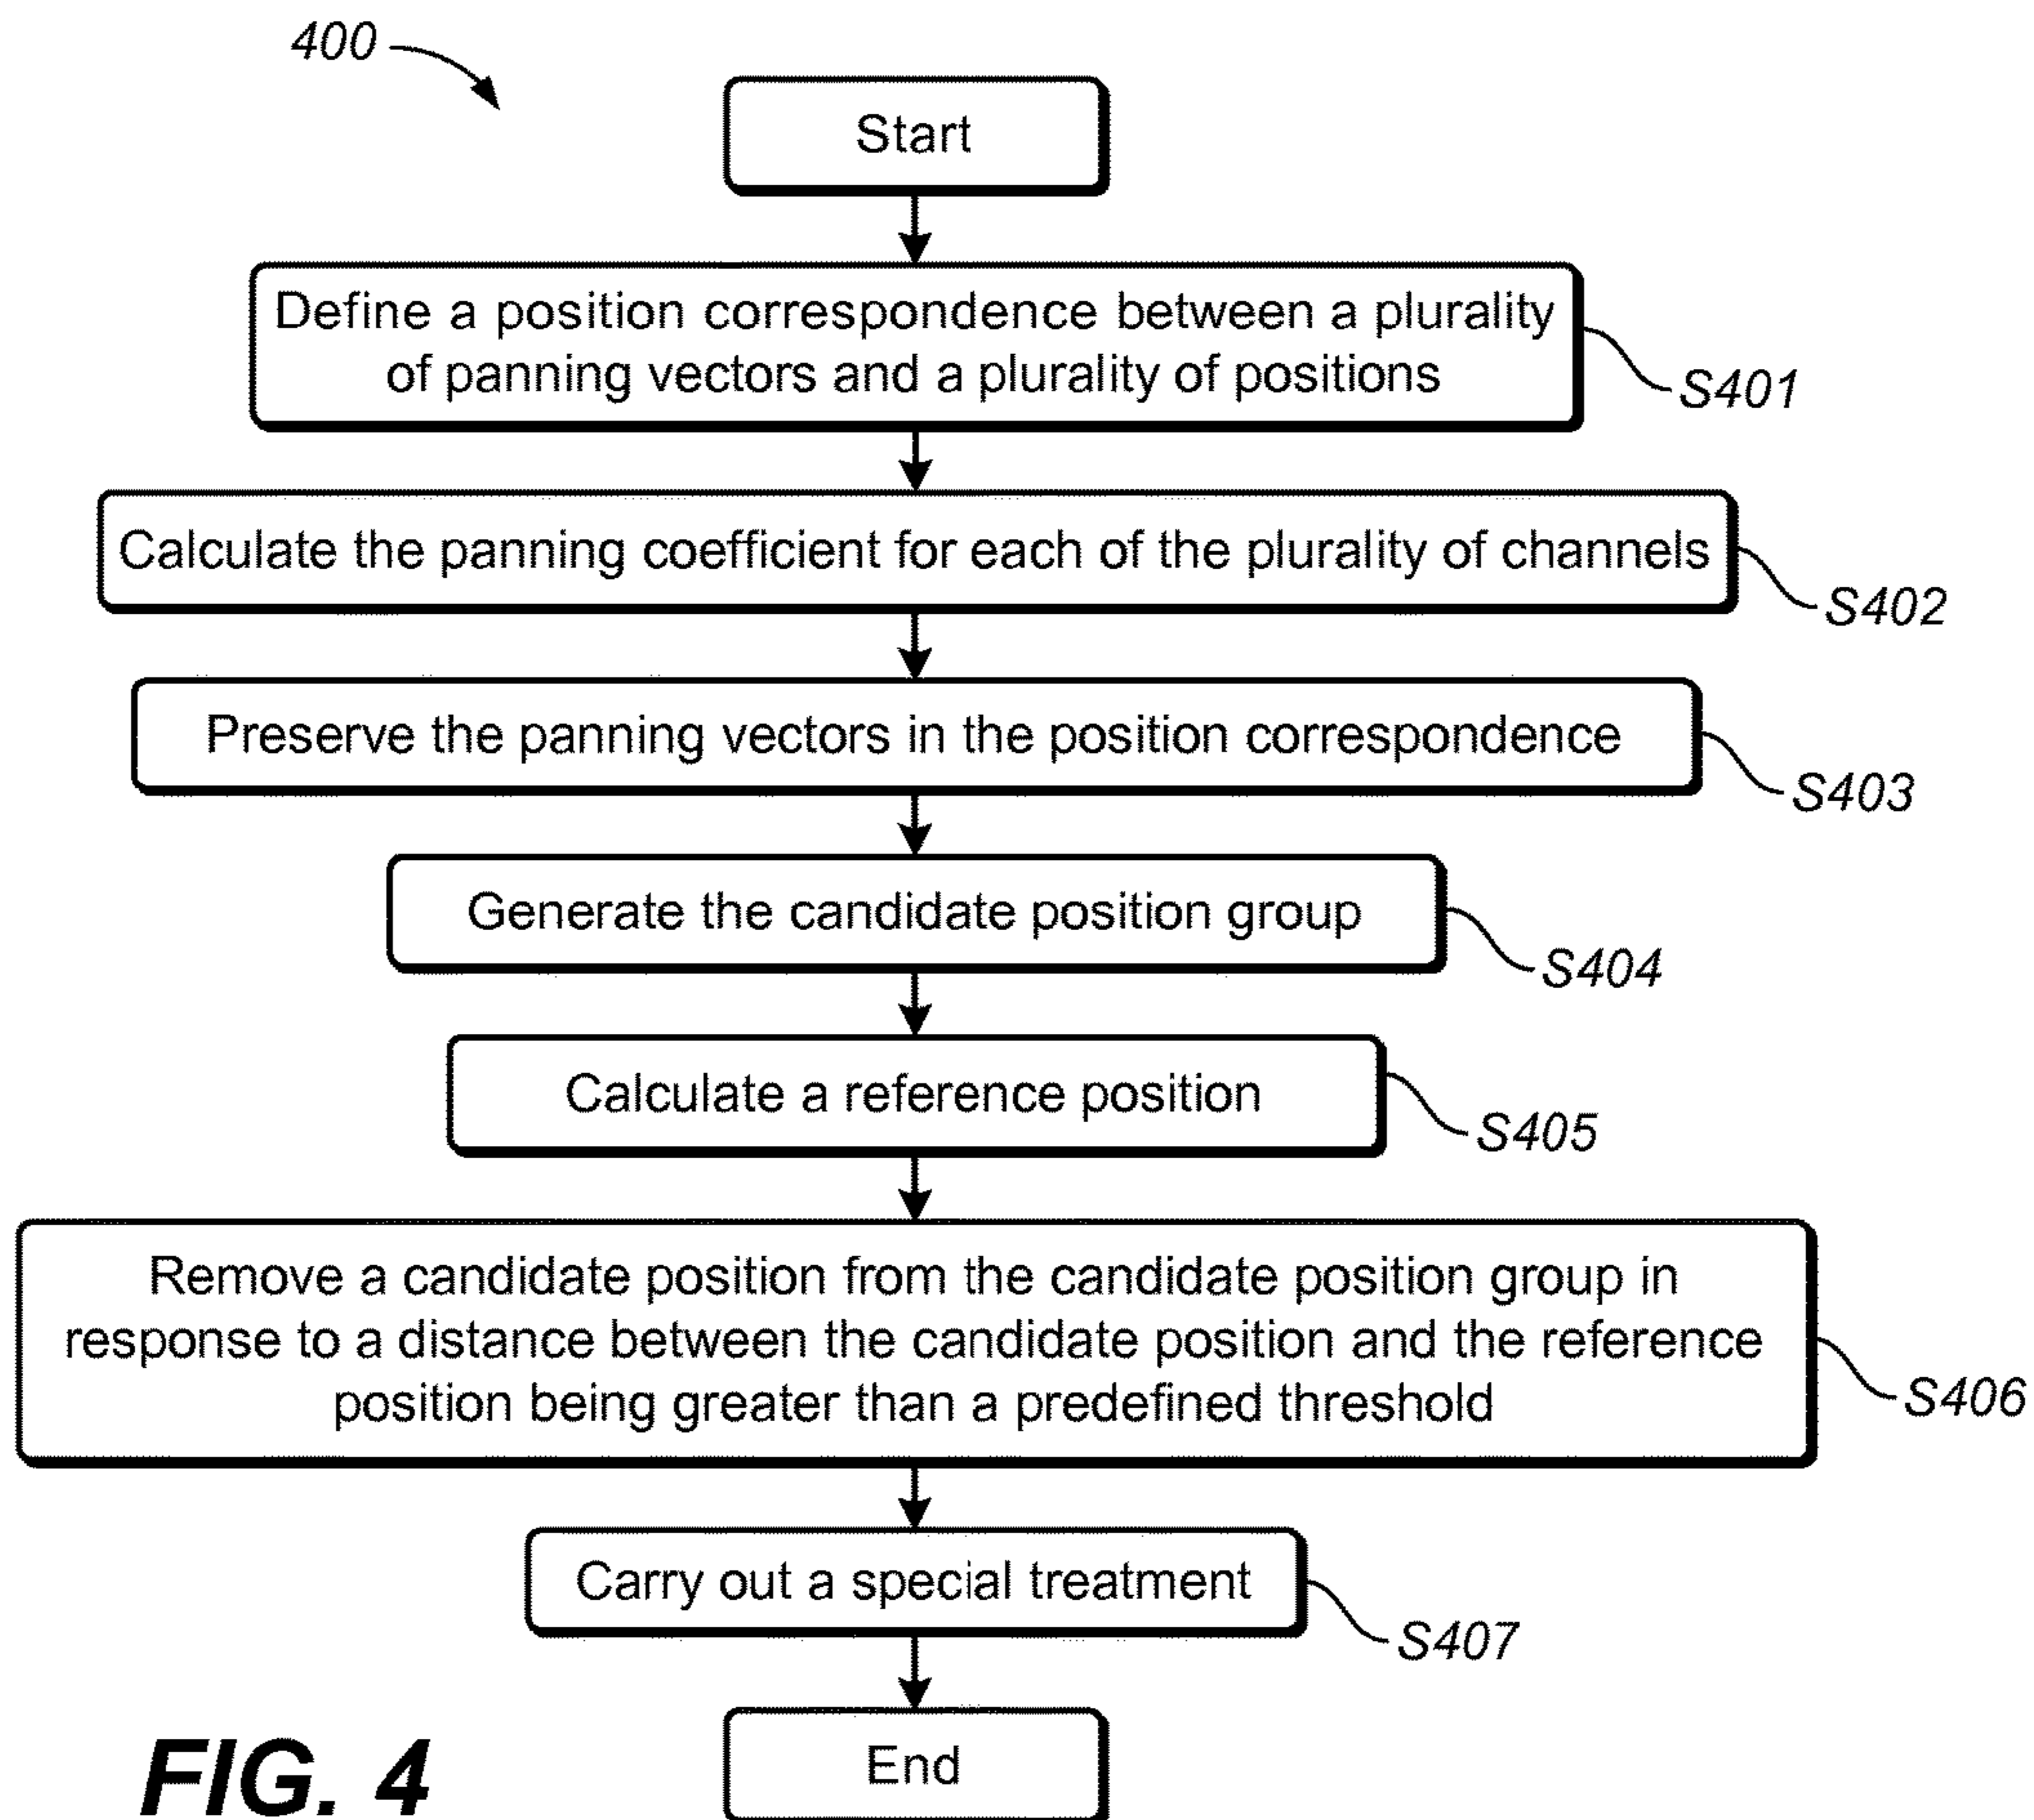 400
Start
Define a position correspondence between a plurality
of panning vectors and a plurality of positions
S401
Calculate the panning coefficient for each of the plurality of channels
S402
Preserve the panning vectors in the position correspondence
S403
Generate the candidate position group
S404
Calculate a reference position
S405
Remove a candidate position from the candidate position group in
response to a distance between the candidate position and the reference
position being greater than a predefined threshold
S406
Carry out a special treatment
S407
End
FIG. 4